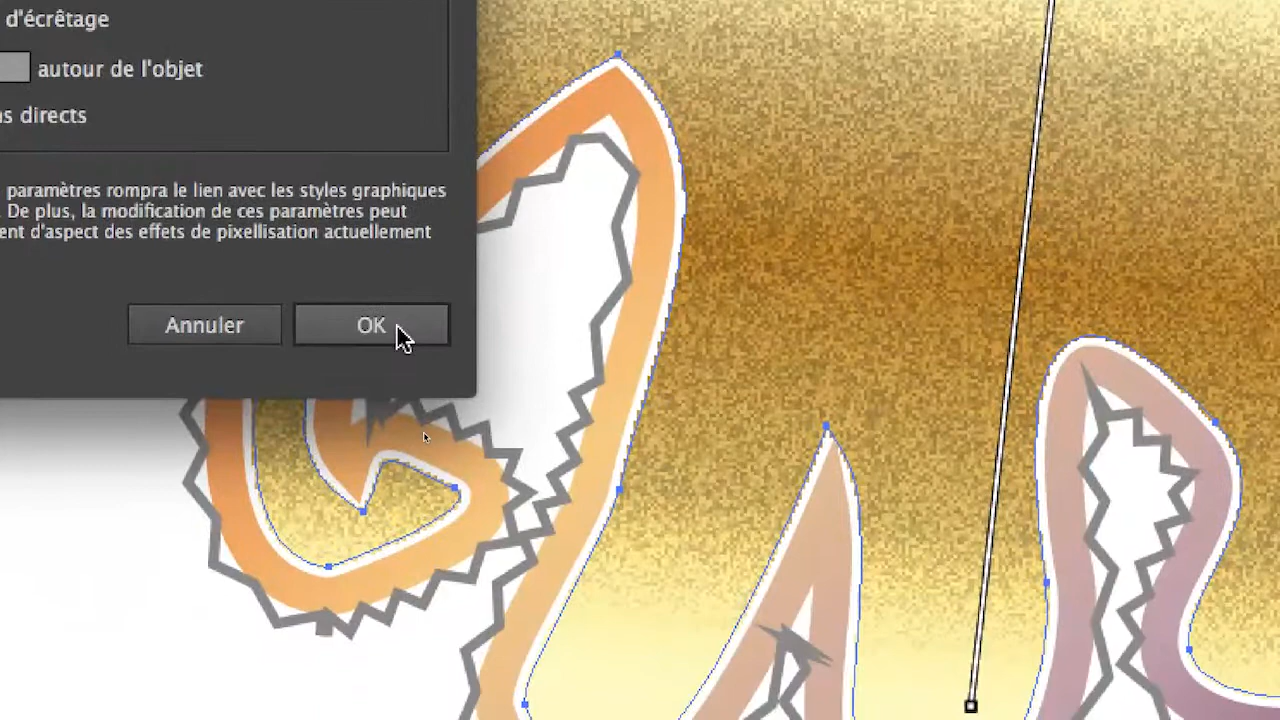 d'écrêtage
autour de l'objet
directs
paramètres rompra le lien avec les styles graphiques
. De plus, la modification de ces paramètres peut
d'aspect des effets de pixellisation actuellement
Annuler OK